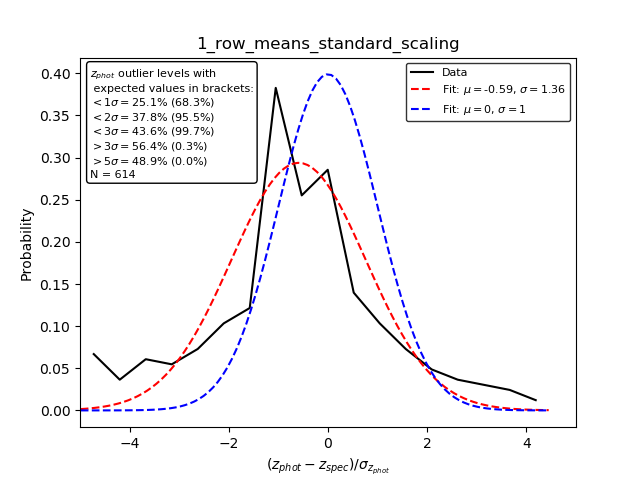 1_row_means_standard_scaling
z_phot outlier levels with
expected values in brackets:
< 1σ = 25.1% (68.3%)
< 2σ = 37.8% (95.5%)
< 3σ = 43.6% (99.7%)
> 3σ = 56.4% (0.3%)
> 5σ = 48.9% (0.0%)
N = 614
Data
Fit: μ = -0.59, σ = 1.36
Fit: μ = 0, σ = 1
Probability
0.40
0.35
0.30
0.25
0.20
0.15
0.10
0.05
0.00
−4 −2 0 2 4
(z_phot − z_spec)/σ_z_phot